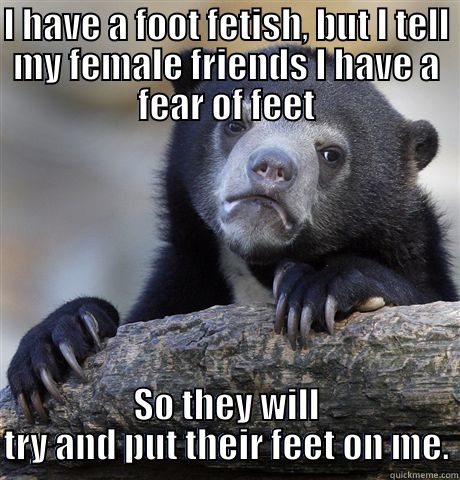 I have a foot fetish, but I tell
my female friends I have a
fear of feet
So they will
try and put their feet on me.
quickmeme.com